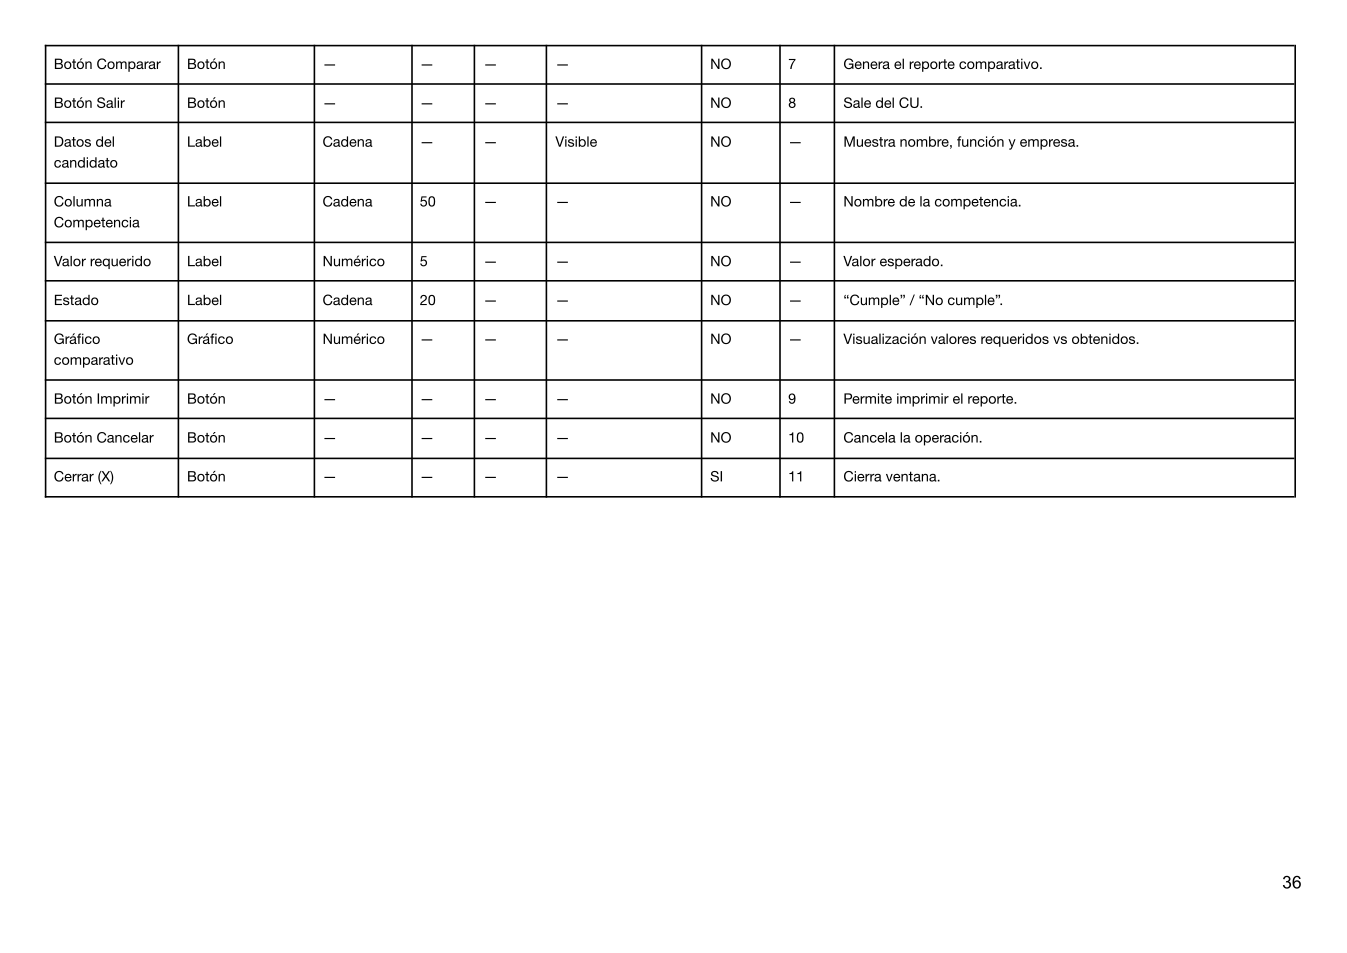 Botón Comparar Botón — — — — NO 7 Genera el reporte comparativo.
Botón Salir Botón — — — — NO 8 Sale del CU.
Datos del candidato Label Cadena — — Visible NO — Muestra nombre, función y empresa.
Columna Competencia Label Cadena 50 — — NO — Nombre de la competencia.
Valor requerido Label Numérico 5 — — NO — Valor esperado.
Estado Label Cadena 20 — — NO — “Cumple” / “No cumple”.
Gráfico comparativo Gráfico Numérico — — — NO — Visualización valores requeridos vs obtenidos.
Botón Imprimir Botón — — — — NO 9 Permite imprimir el reporte.
Botón Cancelar Botón — — — — NO 10 Cancela la operación.
Cerrar (X) Botón — — — — SI 11 Cierra ventana.
36